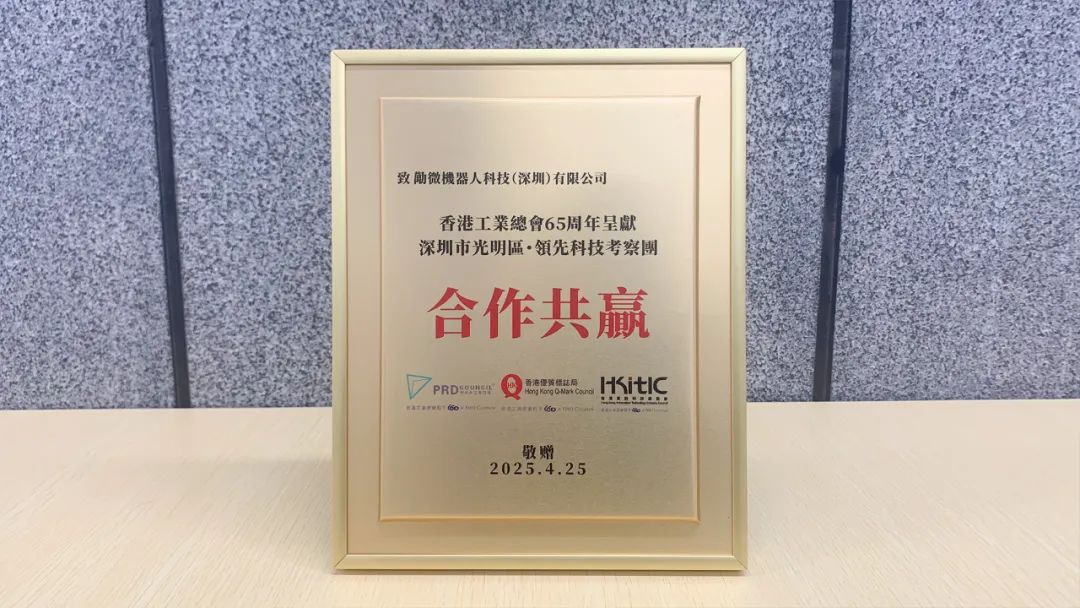 致 勵微機器人科技(深圳)有限公司
香港工業總會65周年呈獻
深圳市光明區·領先科技考察團
合作共贏
PRD COUNCIL
香港優質標誌局
Hong Kong Q-Mark Council
HKitIC
敬贈
2025.4.25